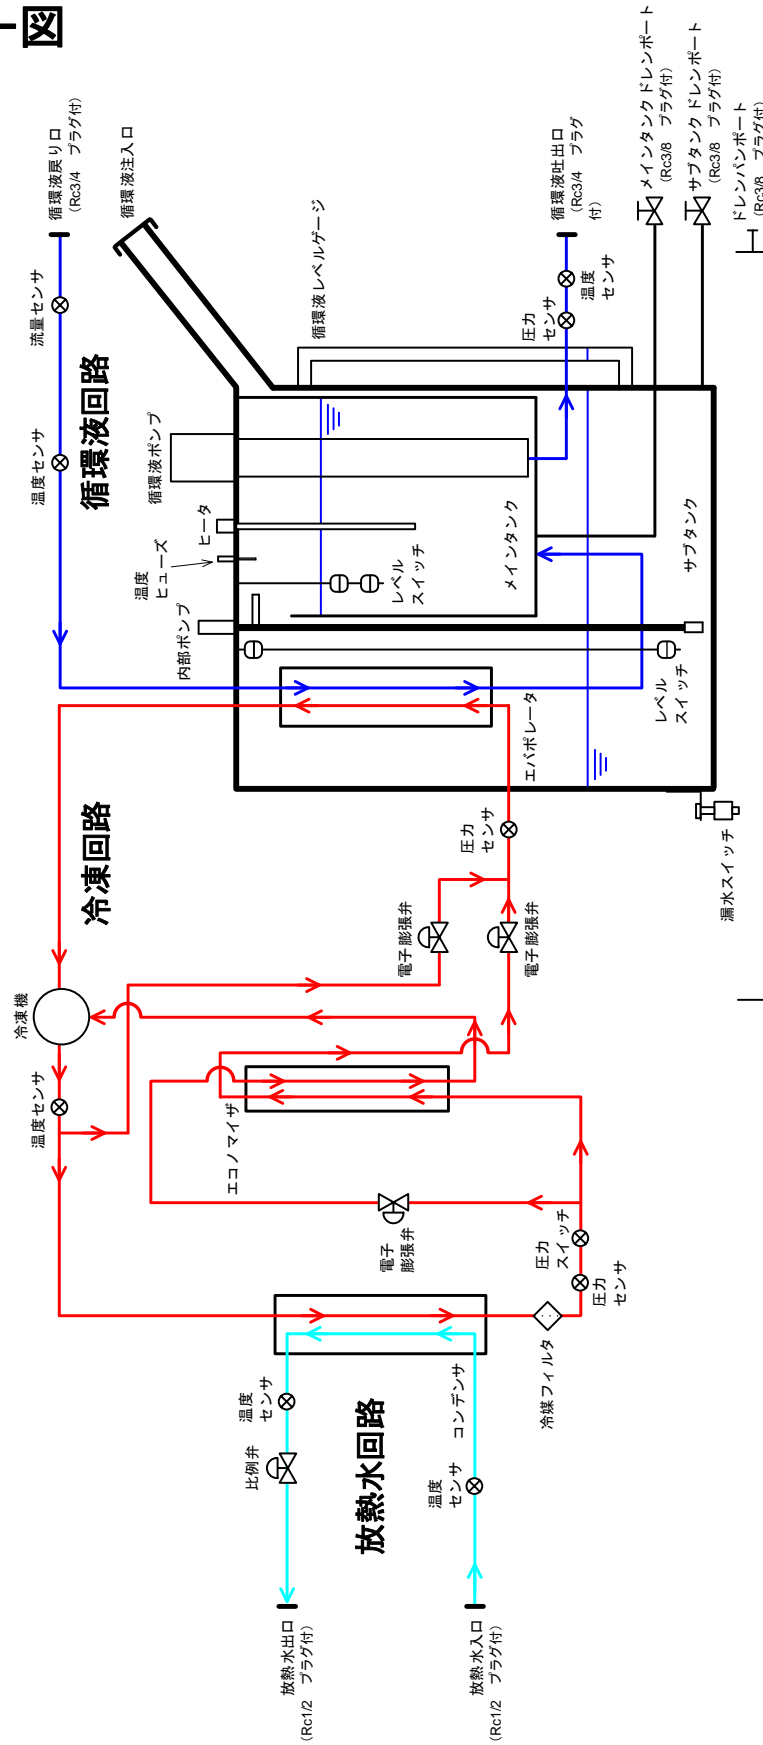 ー図
循環液戻り口
(Rc3/4 プラグ付)
循環液注入口
流量センサ
温度センサ
循環液回路
循環液ポンプ
ヒータ
温度
ヒューズ
内部ポンプ
循環液レベルゲージ
循環液吐出口
(Rc3/4 プラグ
付)
圧力
センサ
温度
センサ
メインタンクドレンポート
(Rc3/8 プラグ付)
サブタンクドレンポート
(Rc3/8 プラグ付)
ドレンパンポート
(Rc3/8 プラグ付)
メインタンク
レベル
スイッチ
サブタンク
レベル
スイッチ
エバポレータ
漏水スイッチ
冷凍回路
冷凍機
温度センサ
圧力
センサ
電子膨張弁
電子膨張弁
エコノマイザ
電子
膨張弁
圧力
スイッチ
圧力
センサ
冷媒フィルタ
コンデンサ
放熱水回路
温度
センサ
比例弁
温度
センサ
放熱水出口
(Rc1/2 プラグ付)
放熱水入口
(Rc1/2 プラグ付)